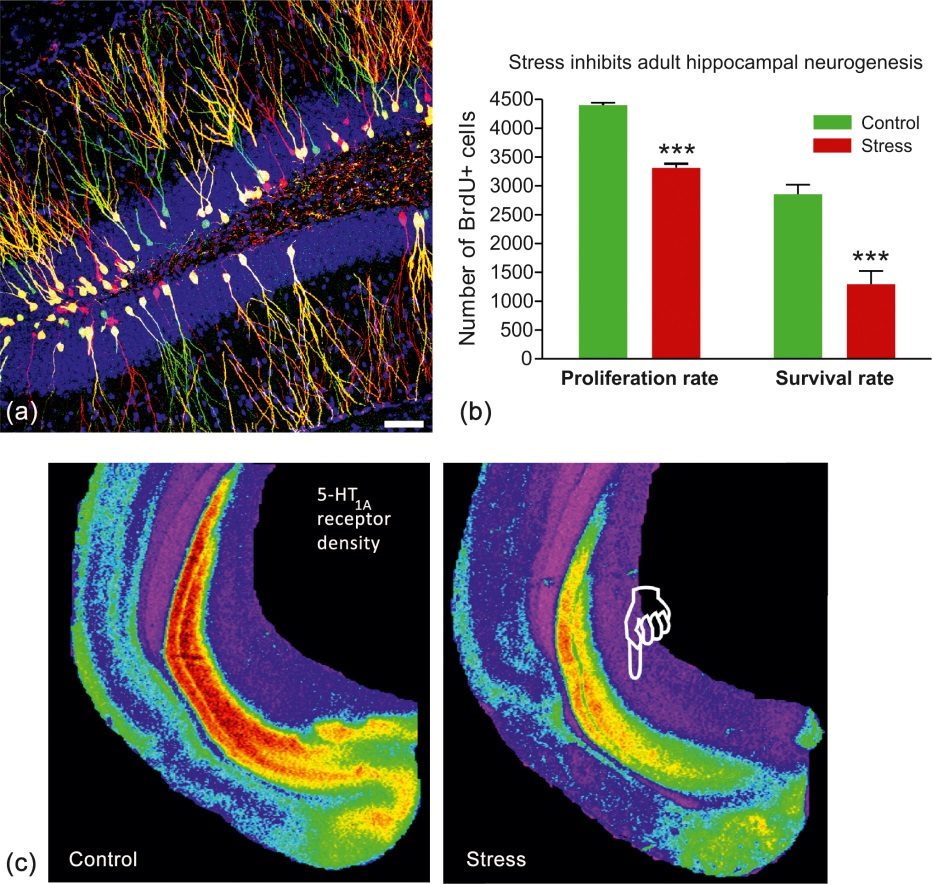 (a)
Stress inhibits adult hippocampal neurogenesis
Number of BrdU+ cells
4500
4000
3500
3000
2500
2000
1500
1000
500
0
Control
Stress
***
***
Proliferation rate
Survival rate
(b)
5-HT1A
receptor
density
(c)
Control
Stress